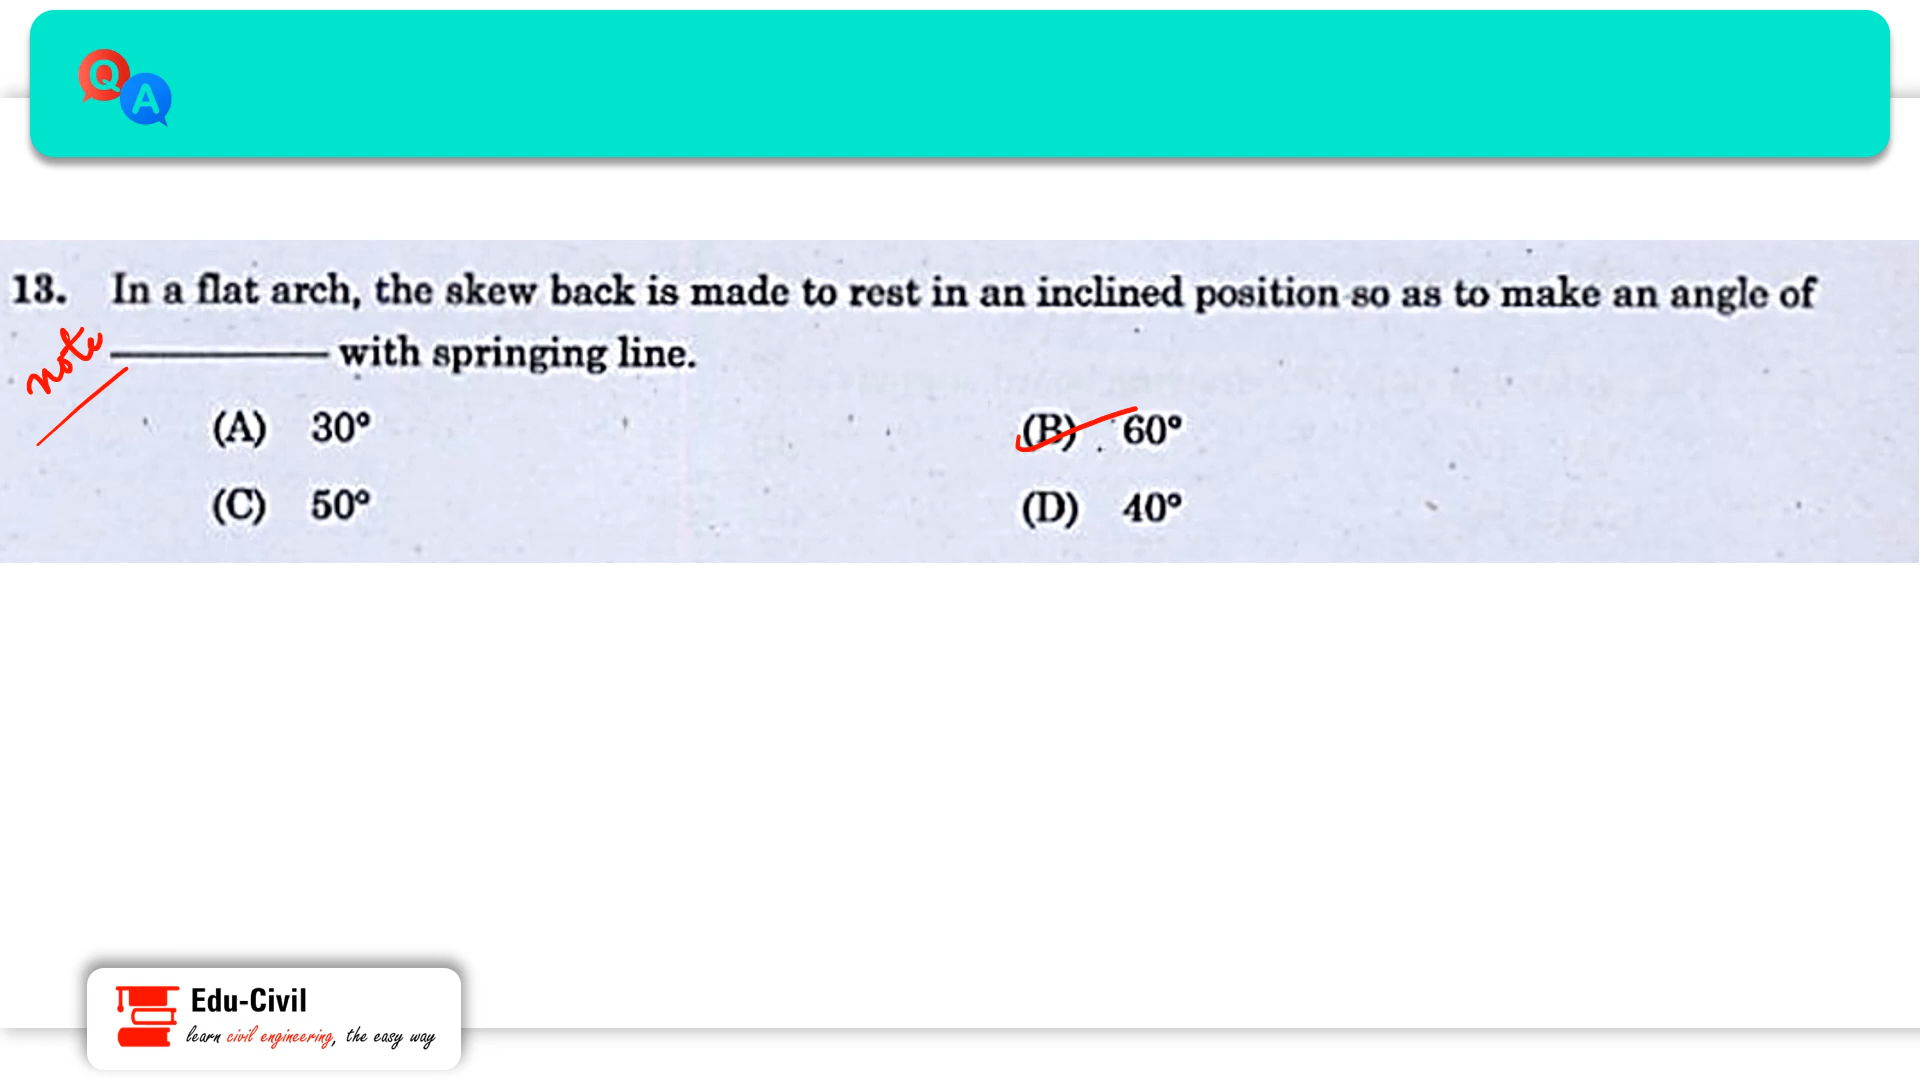 Q
A
13. In a flat arch, the skew back is made to rest in an inclined position so as to make an angle of
note
__________ with springing line.
(A) 30°
(B) 60°
(C) 50°
(D) 40°
Edu-Civil
learn civil engineering, the easy way